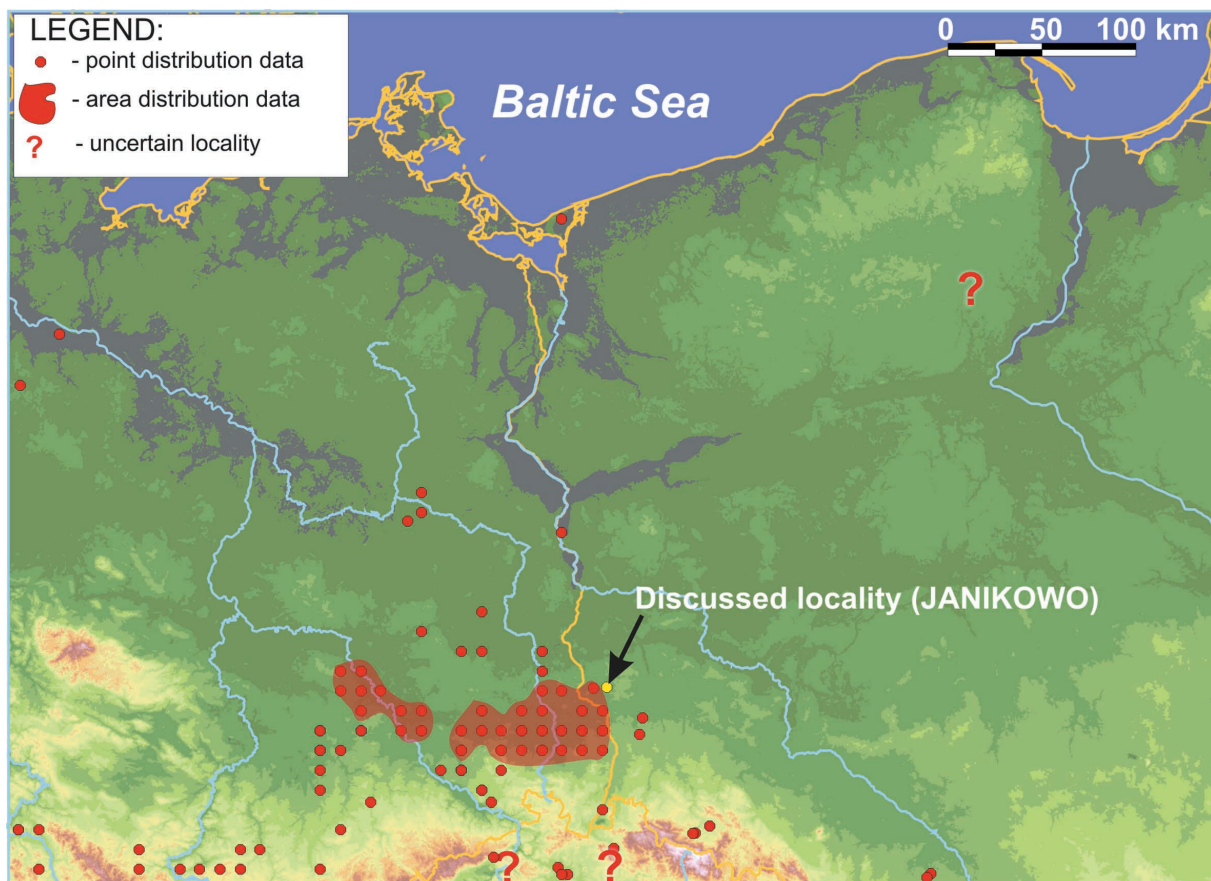 LEGEND:
- point distribution data
- area distribution data
? - uncertain locality
0 50 100 km
Baltic Sea
?
Discussed locality (JANIKOWO)
? ?